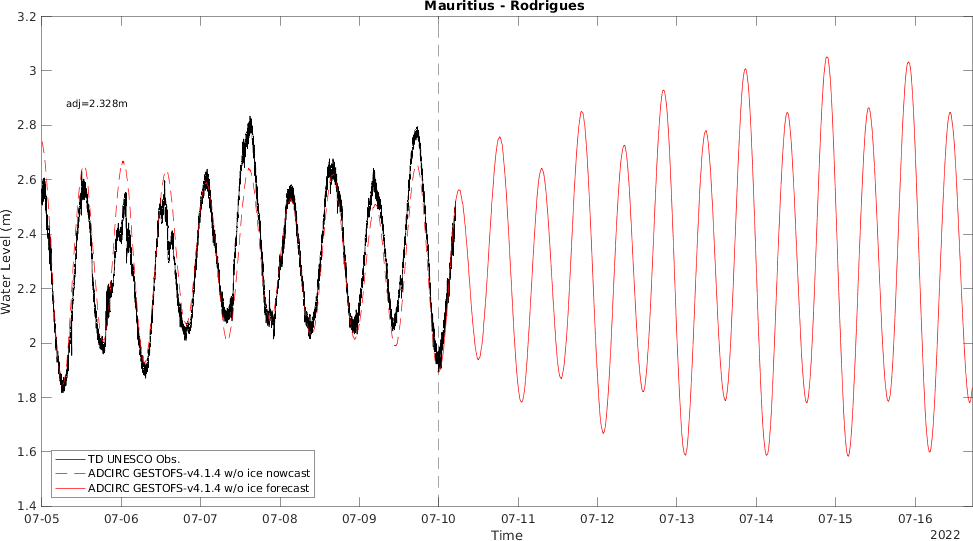 Mauritius - Rodrigues
3.2
3
2.8
2.6
2.4
2.2
2
1.8
1.6
1.4
Water Level (m)
adj=2.328m
TD UNESCO Obs.
ADCIRC GESTOFS-v4.1.4 w/o ice nowcast
ADCIRC GESTOFS-v4.1.4 w/o ice forecast
07-05 07-06 07-07 07-08 07-09 07-10 07-11 07-12 07-13 07-14 07-15 07-16
Time
2022